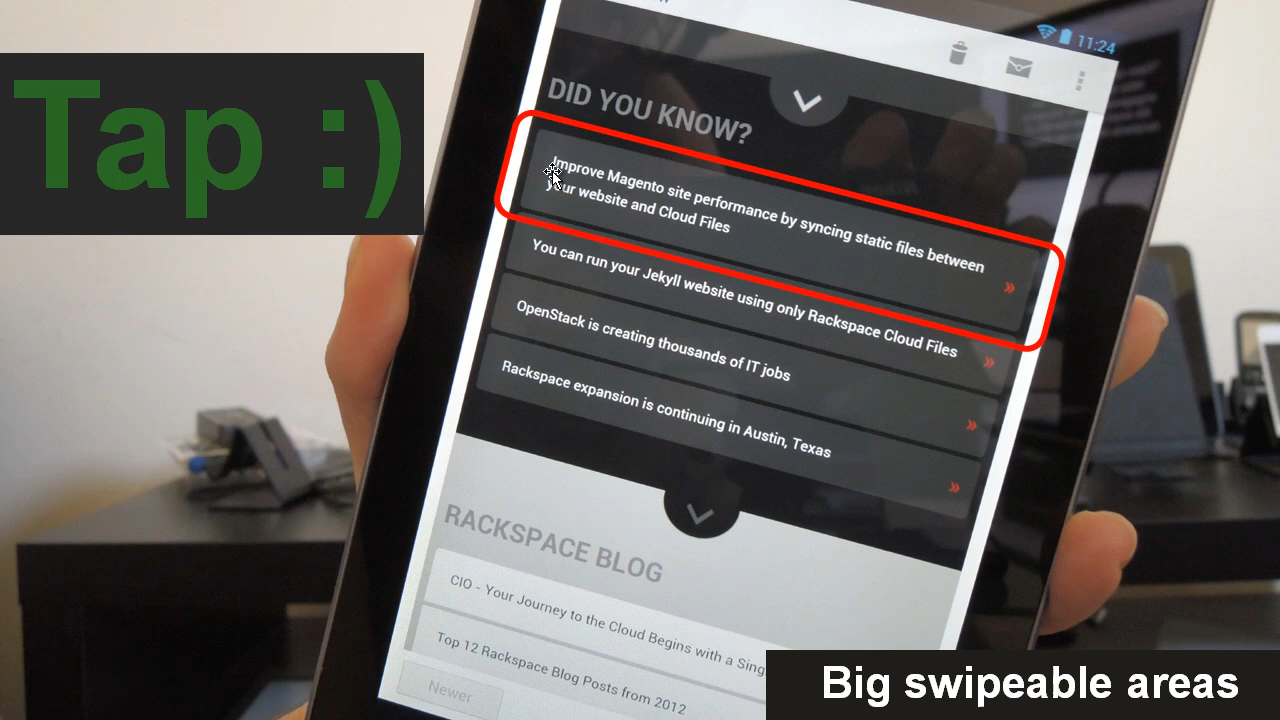 Tap :)
11:24
DID YOU KNOW?
Improve Magento site performance by syncing static files between
your website and Cloud Files
You can run your Jekyll website using only Rackspace Cloud Files
OpenStack is creating thousands of IT jobs
Rackspace expansion is continuing in Austin, Texas
RACKSPACE BLOG
CIO - Your Journey to the Cloud Begins with a
Top 12 Rackspace Blog Posts from 2012
Newer
Big swipeable areas